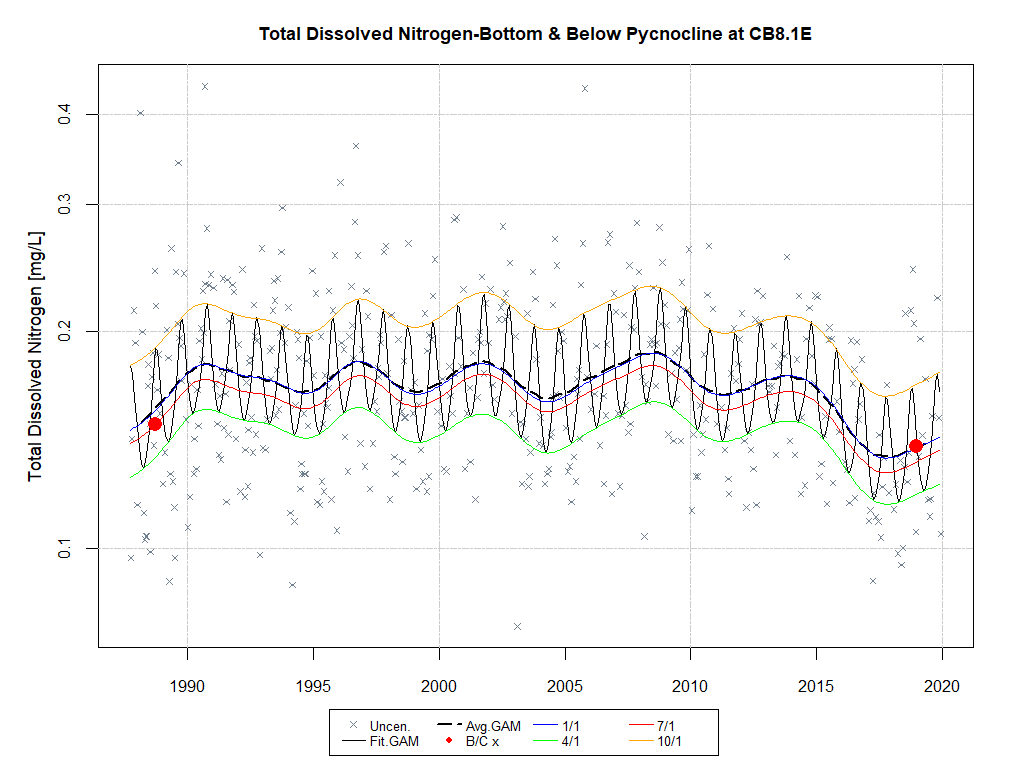 Total Dissolved Nitrogen-Bottom & Below Pycnocline at CB8.1E
Total Dissolved Nitrogen [mg/L]
0.4
0.3
0.2
0.1
1990 1995 2000 2005 2010 2015 2020
Uncen. Avg.GAM 1/1 7/1
Fit.GAM B/C x 4/1 10/1